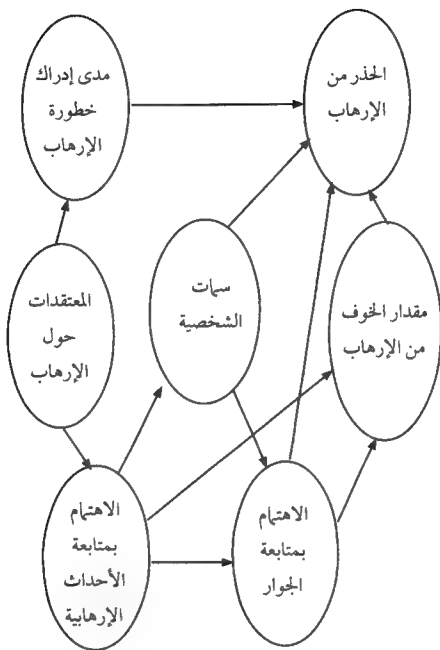 الحذر من
الإرهاب
مدى إدراك
خطورة
الإرهاب
سمات
الشخصية
مقدار الخوف
من الإرهاب
المعتقدات
حول
الإرهاب
الاهتمام
بمتابعة
الجوار
الاهتمام
بمتابعة
الأحداث
الإرهابية